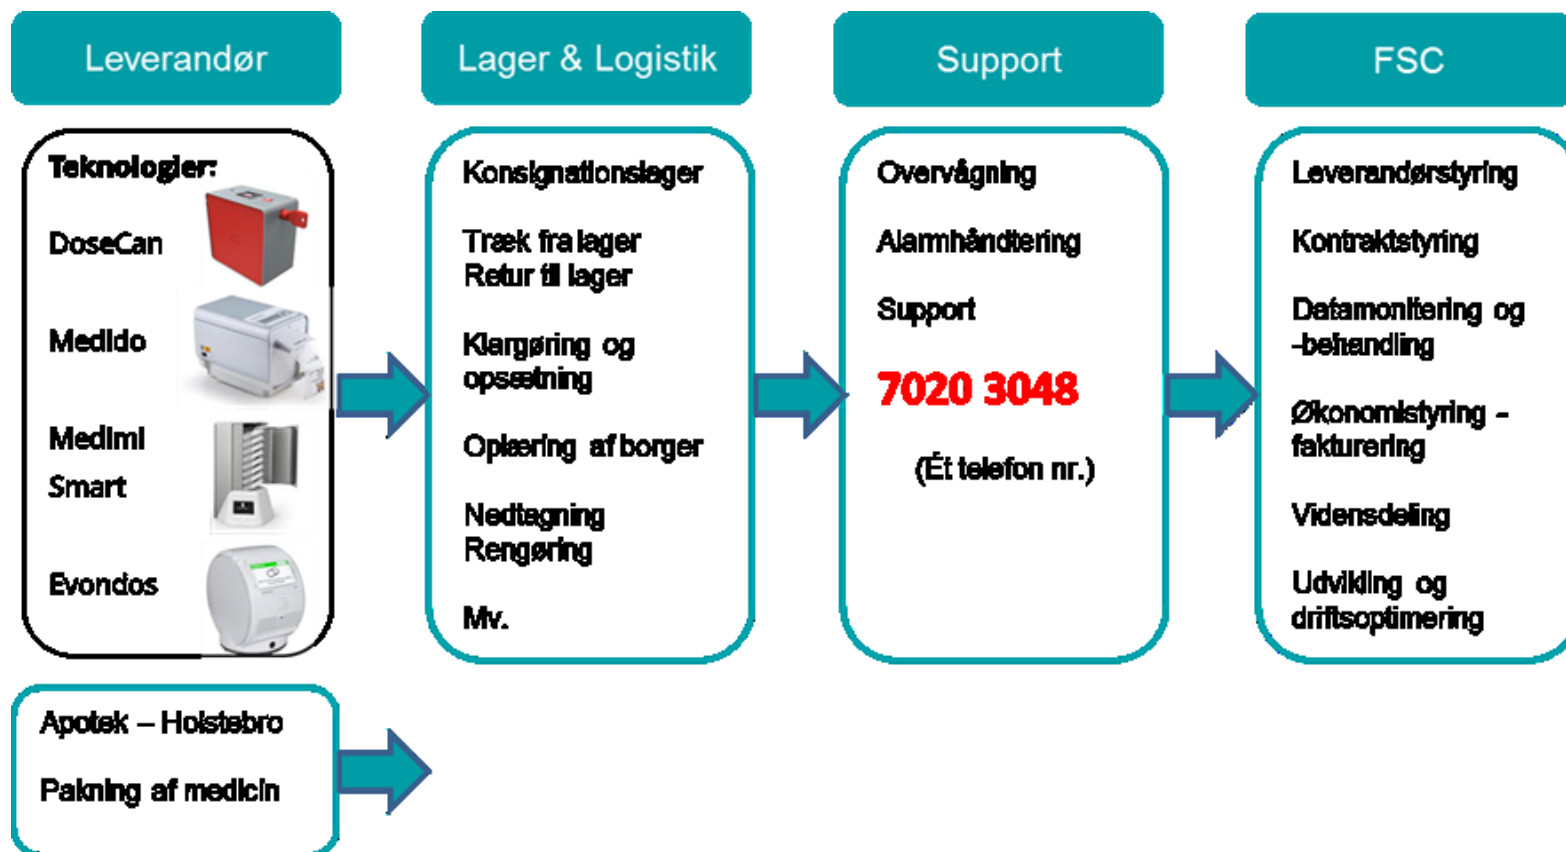 Leverandør
Teknologier:
DoseCan
Medido
Medimi
Smart
Evondos
Apotek – Holstebro
Pakning af medicin
Lager & Logistik
Konsignationslager
Træk fra lager
Retur til lager
Klargøring og
opsætning
Oplæring af borger
Nedtagning
Rengøring
Mv.
Support
Overvågning
Alarmhåndtering
Support
7020 3048
(Ét telefon nr.)
FSC
Leverandørstyring
Kontraktstyring
Datamonitering og
-behandling
Økonomistyring -
fakturering
Vidensdeling
Udvikling og
driftsoptimering